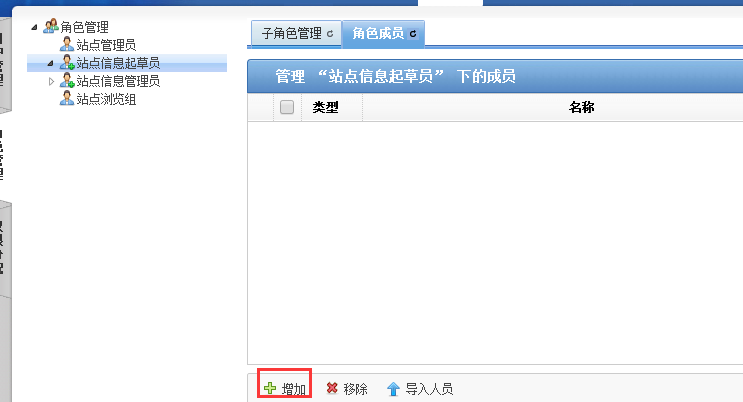 角色管理
站点管理员
站点信息起草员
站点信息管理员
站点浏览组
子角色管理
角色成员
管理 “站点信息起草员” 下的成员
类型 名称
增加 移除 导入人员